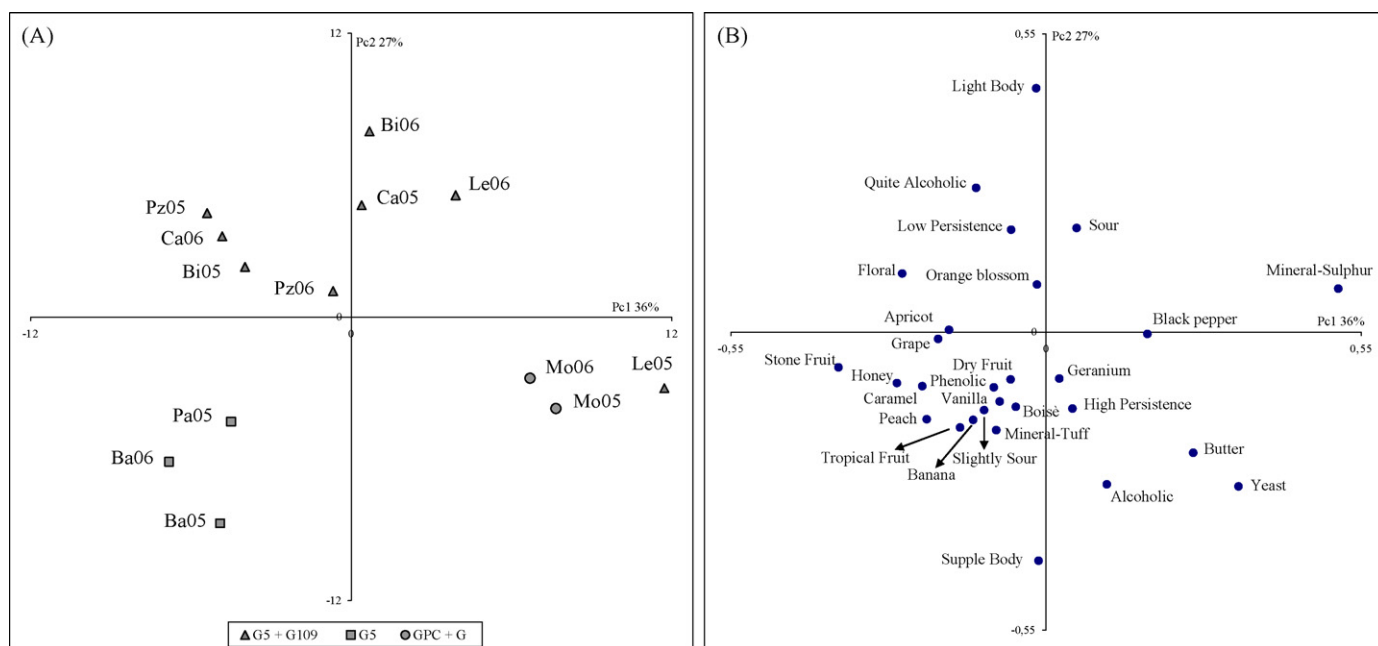 (A)
12
Pc2 27%
Bi06
Le06
Ca05
Pz05
Ca06
Bi05
Pz06
Pc1 36%
-12
0
0
12
Mo06
Le05
Mo05
Pa05
Ba06
Ba05
-12
G5 + G109
G5
GPC + G
(B)
0,55
Pc2 27%
Light Body
Quite Alcoholic
Low Persistence
Sour
Floral
Orange blossom
Mineral-Sulphur
Apricot
Black pepper
Pc1 36%
-0,55
0
0
0,55
Grape
Stone Fruit
Dry Fruit
Honey
Phenolic
Geranium
Caramel
Vanilla
Boisè
High Persistence
Peach
Mineral-Tuff
Tropical Fruit
Slightly Sour
Banana
Butter
Alcoholic
Yeast
Supple Body
-0,55